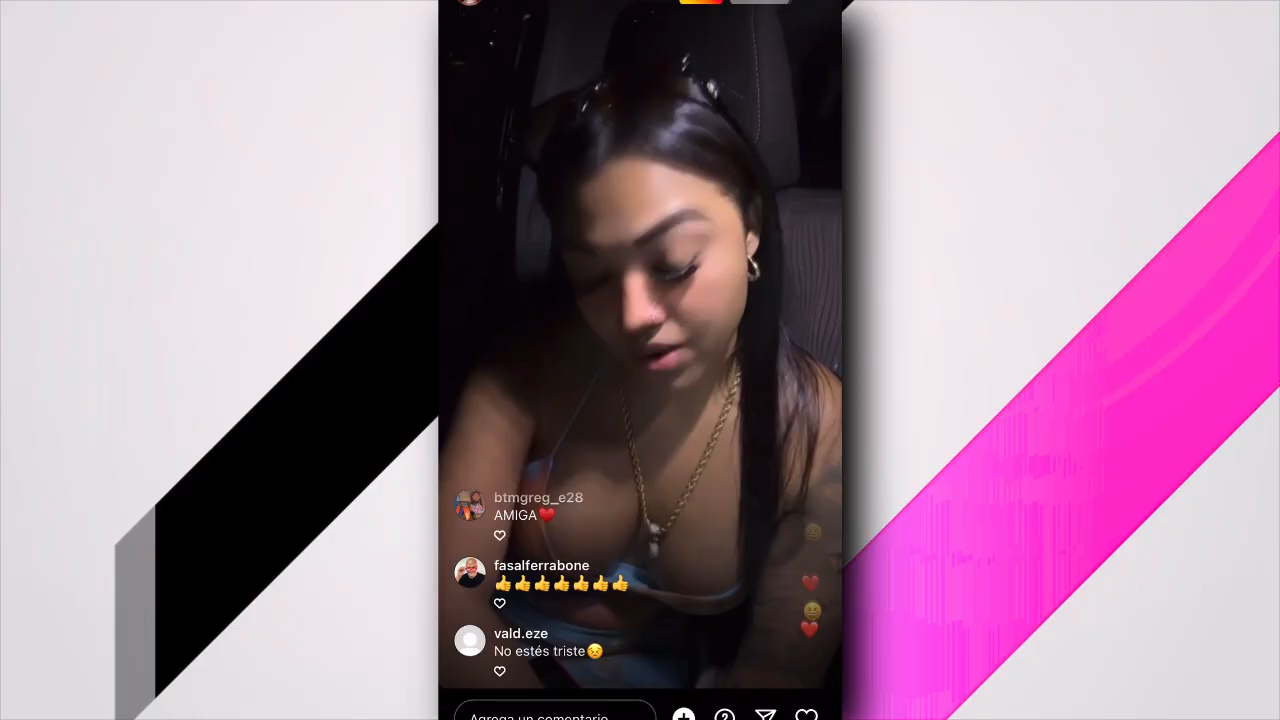 btmgreg_e28
AMIGA❤️
fasalferrabone
👍👍👍👍👍👍👍
vald.eze
No estés triste😣
Agrega un comentario